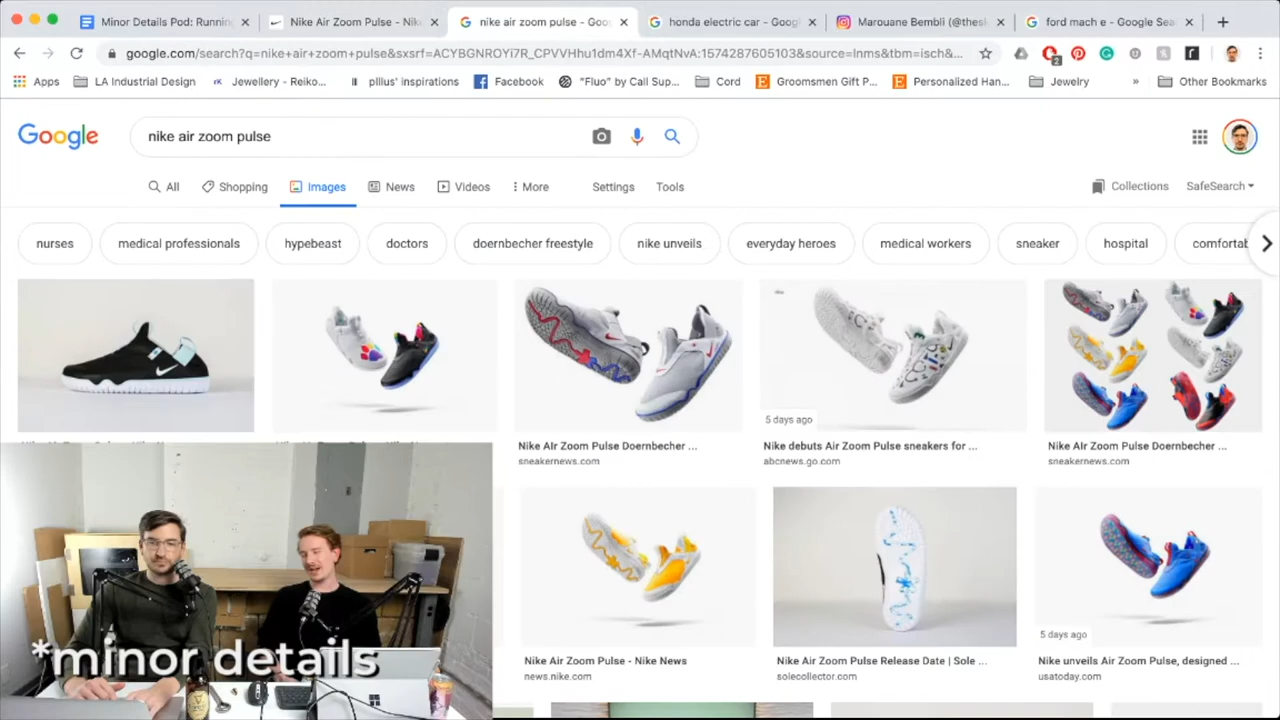 Minor Details Pod: Runnin
Nike Air Zoom Pulse - Nik
nike air zoom pulse - Goo
honda electric car - Googl
Marouane Bembli (@thesk
ford mach e - Google Sea
google.com/search?q=nike+air+zoom+pulse&sxsrf=ACYBGNROYi7R_CPVVHhu1dm4Xf-AMqtNvA:1574287605103&source=lnms&tbm=isch&...
2
Apps
LA Industrial Design
Jewellery - Reiko...
pllius' inspirations
Facebook
"Fluo" by Call Sup...
Cord
Groomsmen Gift P...
Personalized Han...
Jewelry
»
Other Bookmarks
Google
nike air zoom pulse
All
Shopping
Images
News
Videos
More
Settings
Tools
Collections
SafeSearch
nurses
medical professionals
hypebeast
doctors
doernbecher freestyle
nike unveils
everyday heroes
medical workers
sneaker
hospital
comfortab
5 days ago
Nike AIr Zoom Pulse Doernbecher ...
sneakernews.com
Nike debuts Air Zoom Pulse sneakers for ...
abcnews.go.com
Nike AIr Zoom Pulse Doernbecher ...
sneakernews.com
5 days ago
Nike Air Zoom Pulse - Nike News
news.nike.com
Nike Air Zoom Pulse Release Date | Sole ...
solecollector.com
Nike unveils Air Zoom Pulse, designed ...
usatoday.com
*minor details